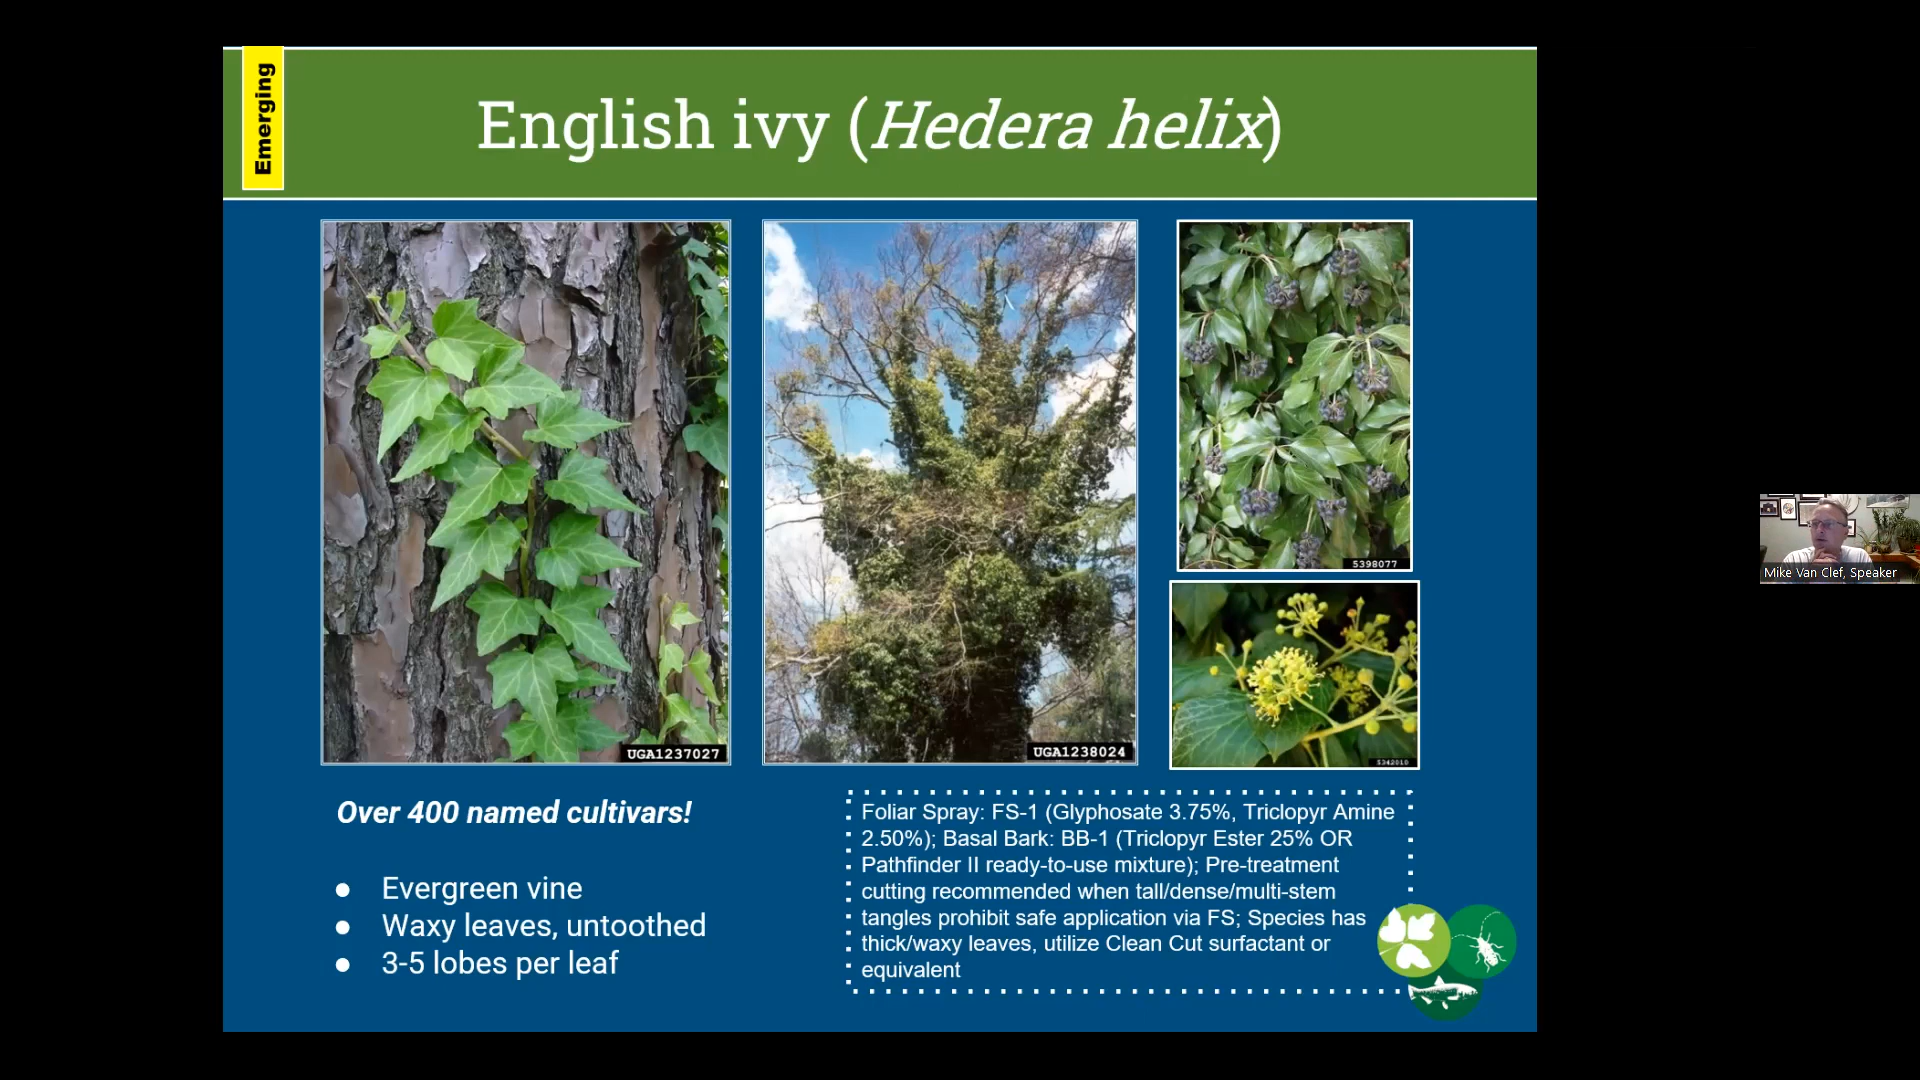 Emerging
English ivy (Hedera helix)
UGA1237027
UGA1238024
5398077
5342010
Over 400 named cultivars!
● Evergreen vine
● Waxy leaves, untoothed
● 3-5 lobes per leaf
Foliar Spray: FS-1 (Glyphosate 3.75%, Triclopyr Amine
2.50%); Basal Bark: BB-1 (Triclopyr Ester 25% OR
Pathfinder II ready-to-use mixture); Pre-treatment
cutting recommended when tall/dense/multi-stem
tangles prohibit safe application via FS; Species has
thick/waxy leaves, utilize Clean Cut surfactant or
equivalent
Mike Van Clef, Speaker